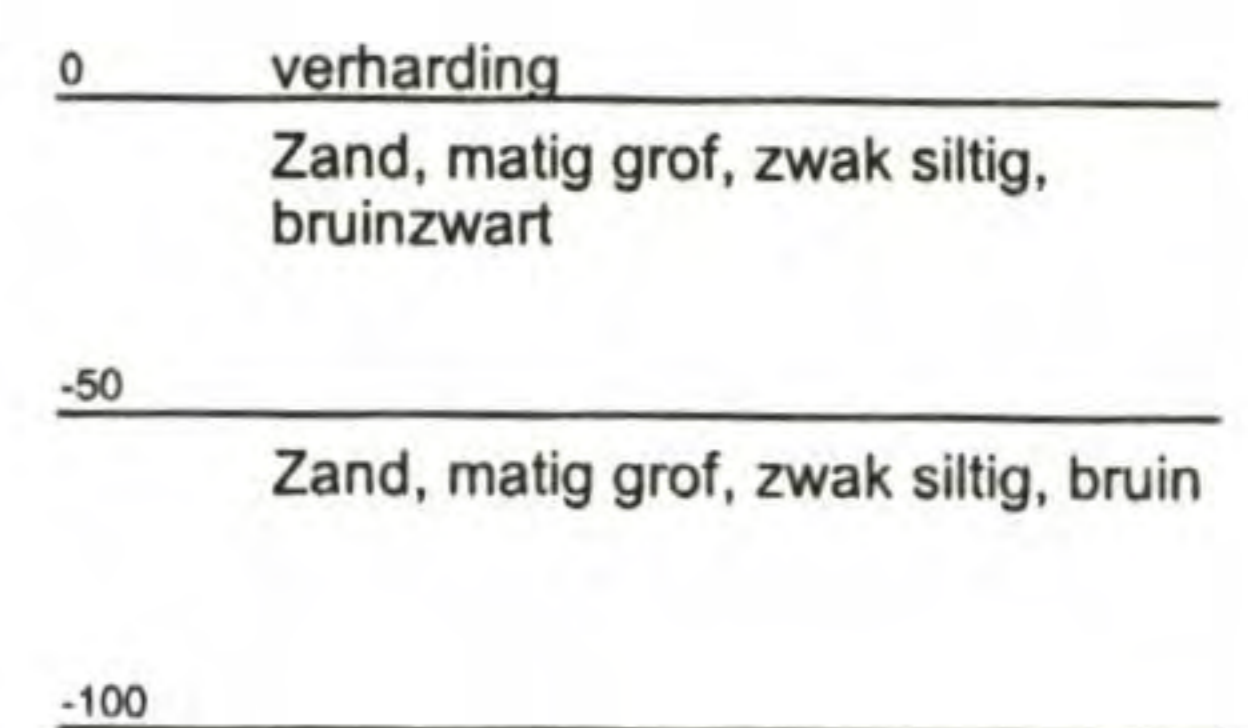 0 verharding
Zand, matig grof, zwak siltig,
bruinzwart
-50
Zand, matig grof, zwak siltig, bruin
-100